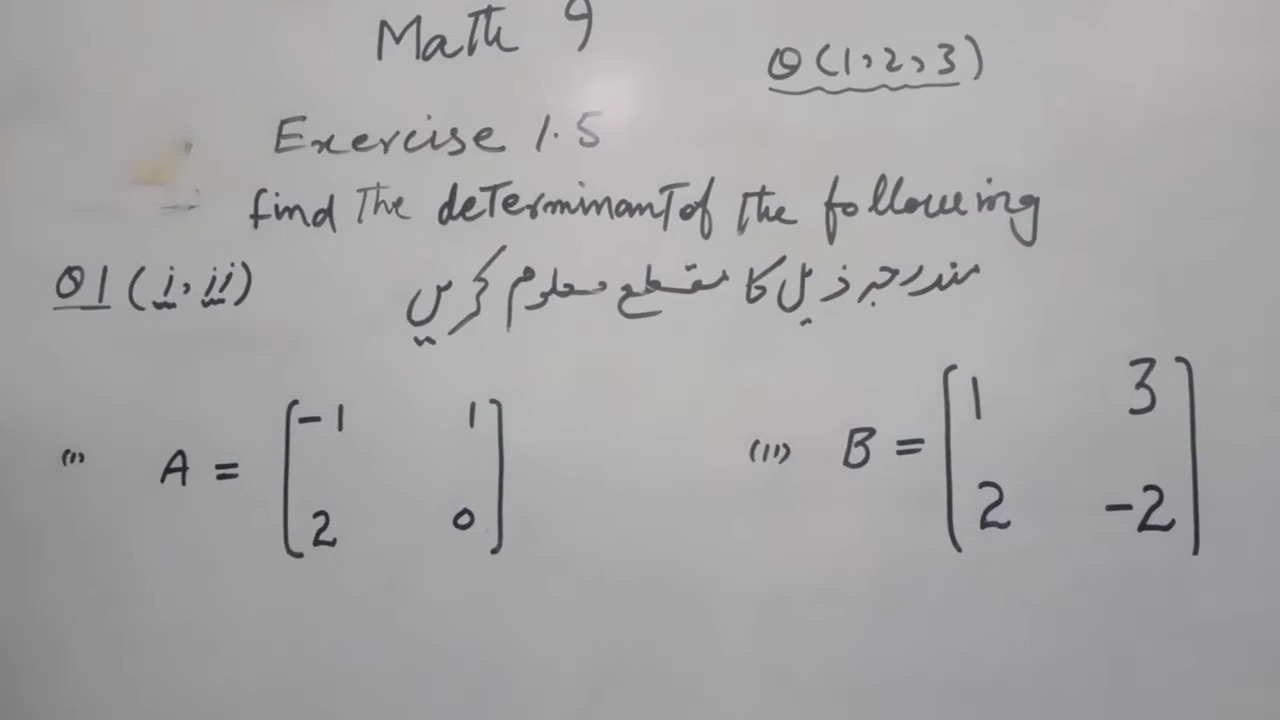 Math 9
Q (1,2,3)
Exercise 1.5
find The determinant of the following
Q1 (i, ii)
مندرجہ ذیل کا مقطع معلوم کریں
(i) A = [ -1 1
2 0 ]
(ii) B = [ 1 3
2 -2 ]